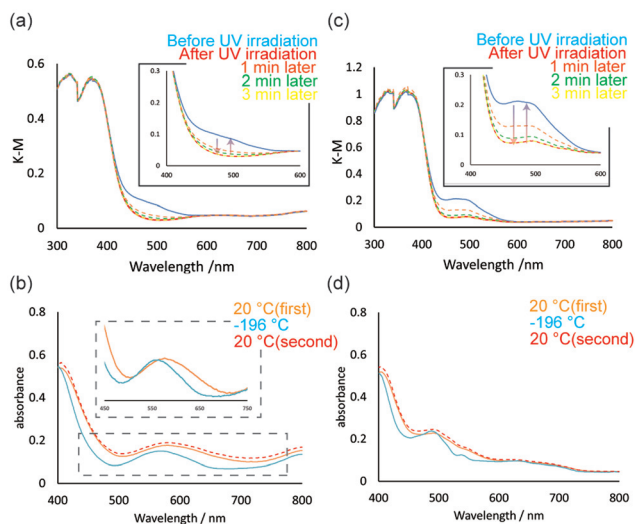 (a)
Before UV irradiation
After UV irradiation
1 min later
2 min later
3 min later
K-M
0.6
0.4
0.2
0
300 400 500 600 700 800
Wavelength /nm
0.3
0.2
0.1
0
400 500 600
(c)
Before UV irradiation
After UV irradiation
1 min later
2 min later
3 min later
K-M
1.2
1
0.8
0.6
0.4
0.2
0
300 400 500 600 700 800
Wavelength /nm
0.3
0.2
0.1
0
400 500 600
(b)
20 °C(first)
-196 °C
20 °C(second)
absorbance
0.8
0.6
0.4
0.2
0
400 500 600 700 800
Wavelength /nm
450 550 650 750
(d)
20 °C(first)
-196 °C
20 °C(second)
absorbance
0.8
0.6
0.4
0.2
0
400 500 600 700 800
Wavelength /nm